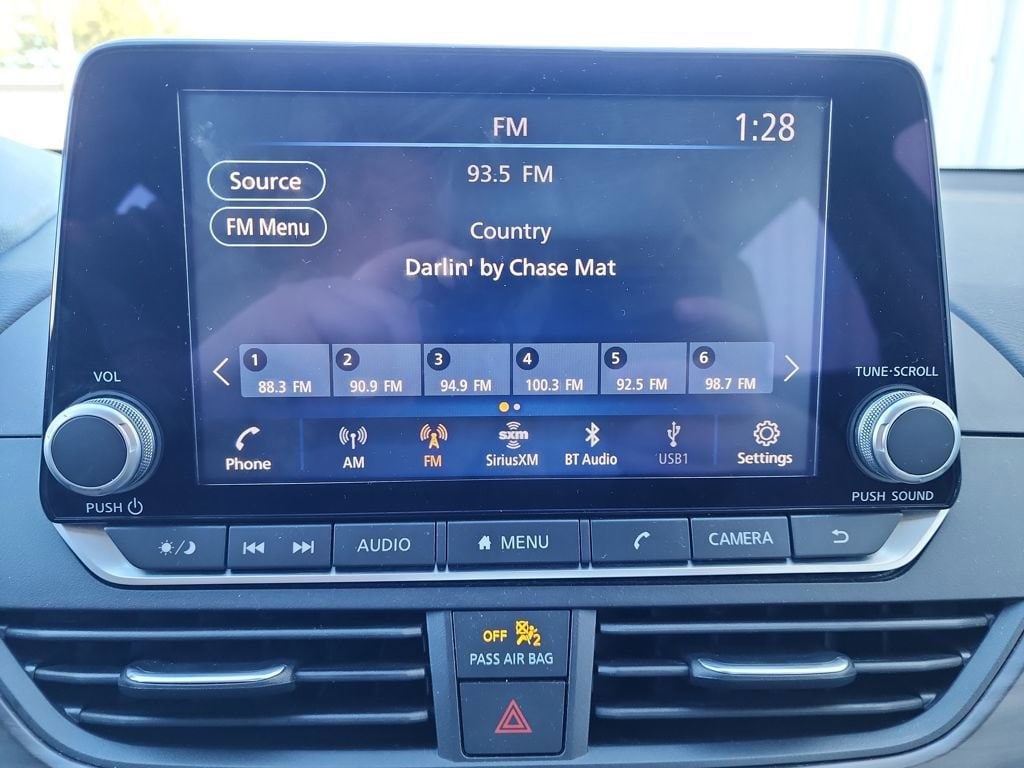 FM
1:28
Source
93.5 FM
FM Menu
Country
Darlin' by Chase Mat
1 2 3 4 5 6
88.3 FM 90.9 FM 94.9 FM 100.3 FM 92.5 FM 98.7 FM
VOL
TUNE·SCROLL
sxm
Phone AM FM SiriusXM BT Audio USB1 Settings
PUSH
PUSH SOUND
AUDIO MENU CAMERA
OFF 2
PASS AIR BAG